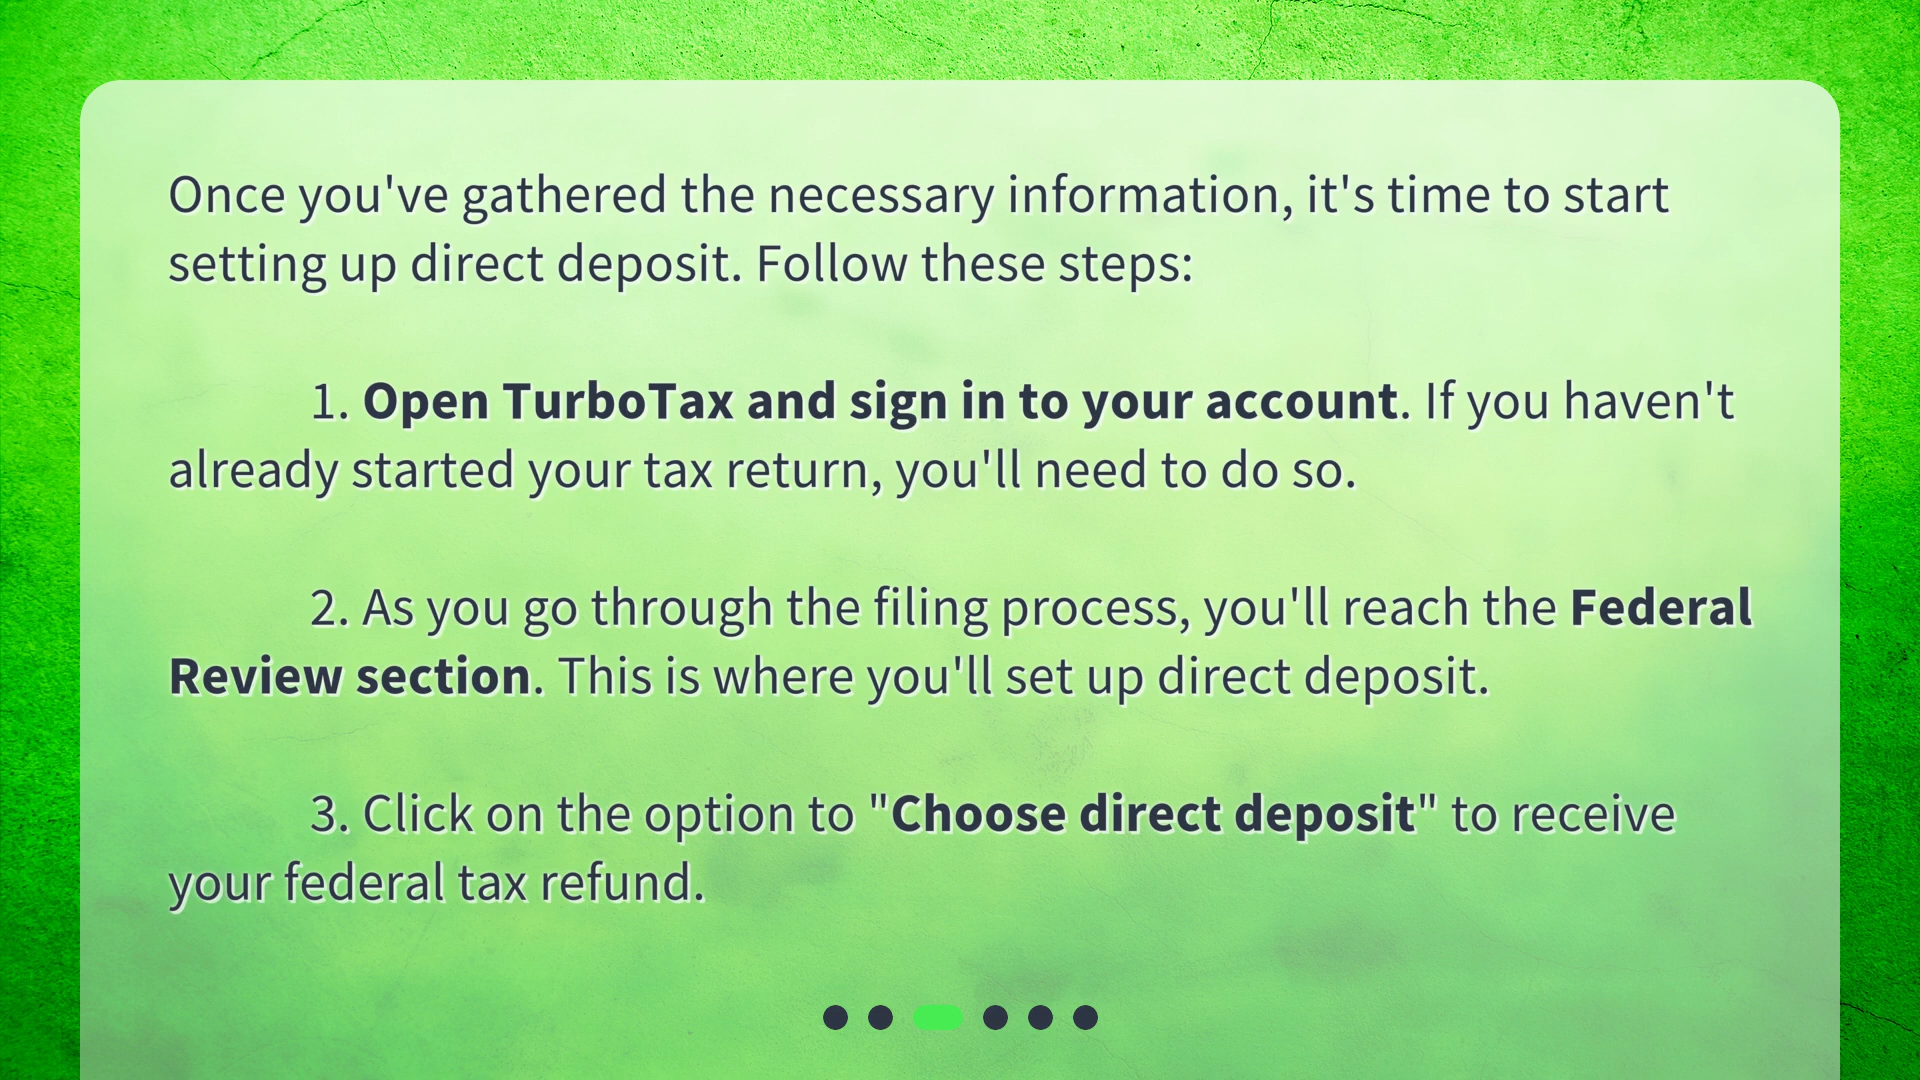 Once you've gathered the necessary information, it's time to start
setting up direct deposit. Follow these steps:
1. Open TurboTax and sign in to your account. If you haven't
already started your tax return, you'll need to do so.
2. As you go through the filing process, you'll reach the Federal
Review section. This is where you'll set up direct deposit.
3. Click on the option to "Choose direct deposit" to receive
your federal tax refund.